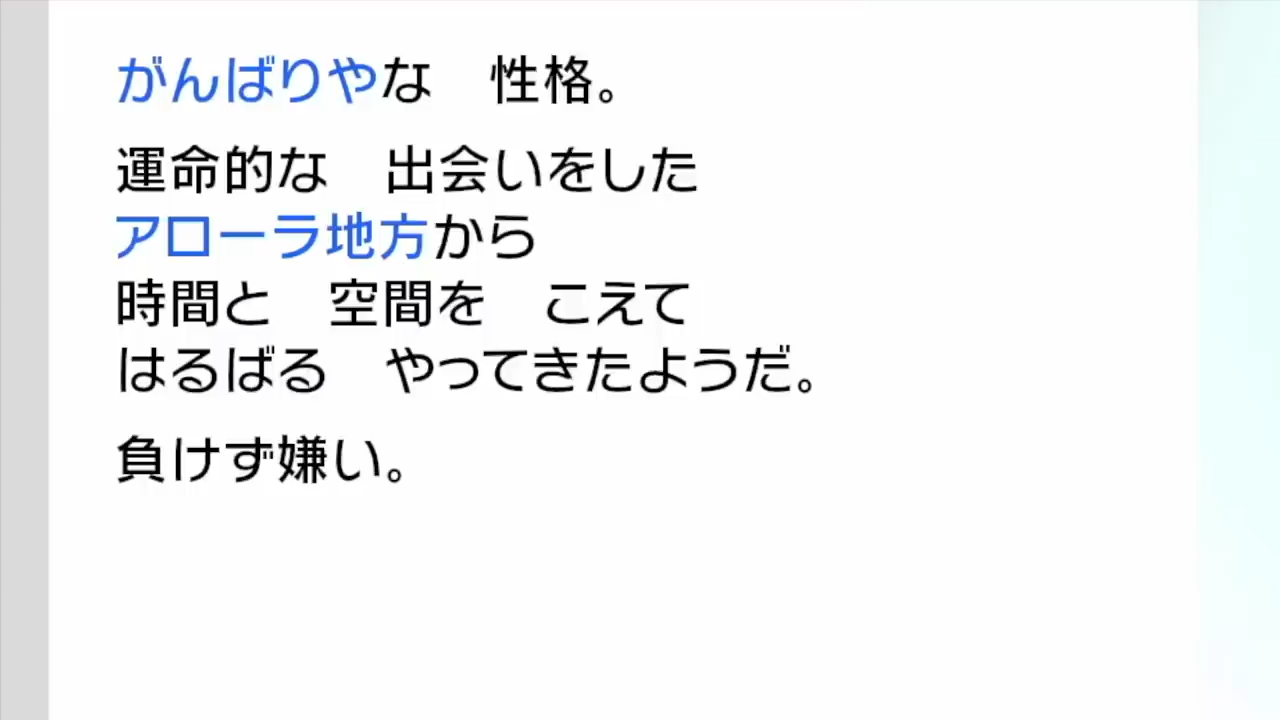 がんばりやな　性格。
運命的な　出会いをした
アローラ地方から
時間と　空間を　こえて
はるばる　やってきたようだ。
負けず嫌い。